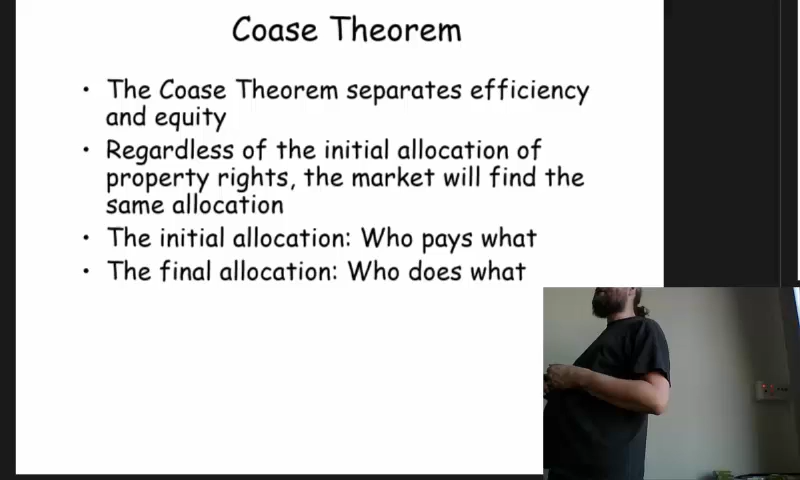 Coase Theorem
• The Coase Theorem separates efficiency
and equity
• Regardless of the initial allocation of
property rights, the market will find the
same allocation
• The initial allocation: Who pays what
• The final allocation: Who does what